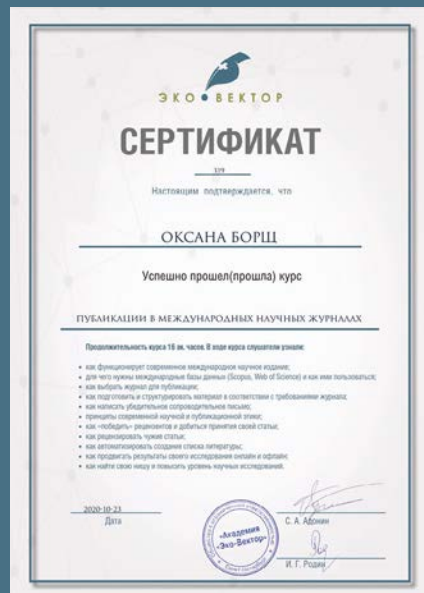 ЭКО•ВЕКТОР
СЕРТИФИКАТ
339
Настоящим подтверждается, что
ОКСАНА БОРЩ
Успешно прошел(прошла) курс
ПУБЛИКАЦИИ В МЕЖДУНАРОДНЫХ НАУЧНЫХ ЖУРНАЛАХ
Продолжительность курса 18 ак. часов. В ходе курса слушатели узнали:
• как функционирует современное международное научное издание;
• для чего нужны международные базы данных (Scopus, Web of Science) и как ими пользоваться;
• как выбрать журнал для публикации;
• как подготовить и структурировать материал в соответствии с требованиями журнала;
• как написать убедительное сопроводительное письмо;
• принципы современной научной и публикационной этики;
• как «победить» рецензентов и добиться принятия своей статьи;
• как рецензировать чужие статьи;
• как автоматизировать создание списка литературы;
• как продвигать результаты своего исследования онлайн и офлайн;
• как найти свою нишу и повысить уровень научных исследований.
2020-10-23
Дата
С. А. Адонин
«Академия
«Эко-Вектор»
И. Г. Родин